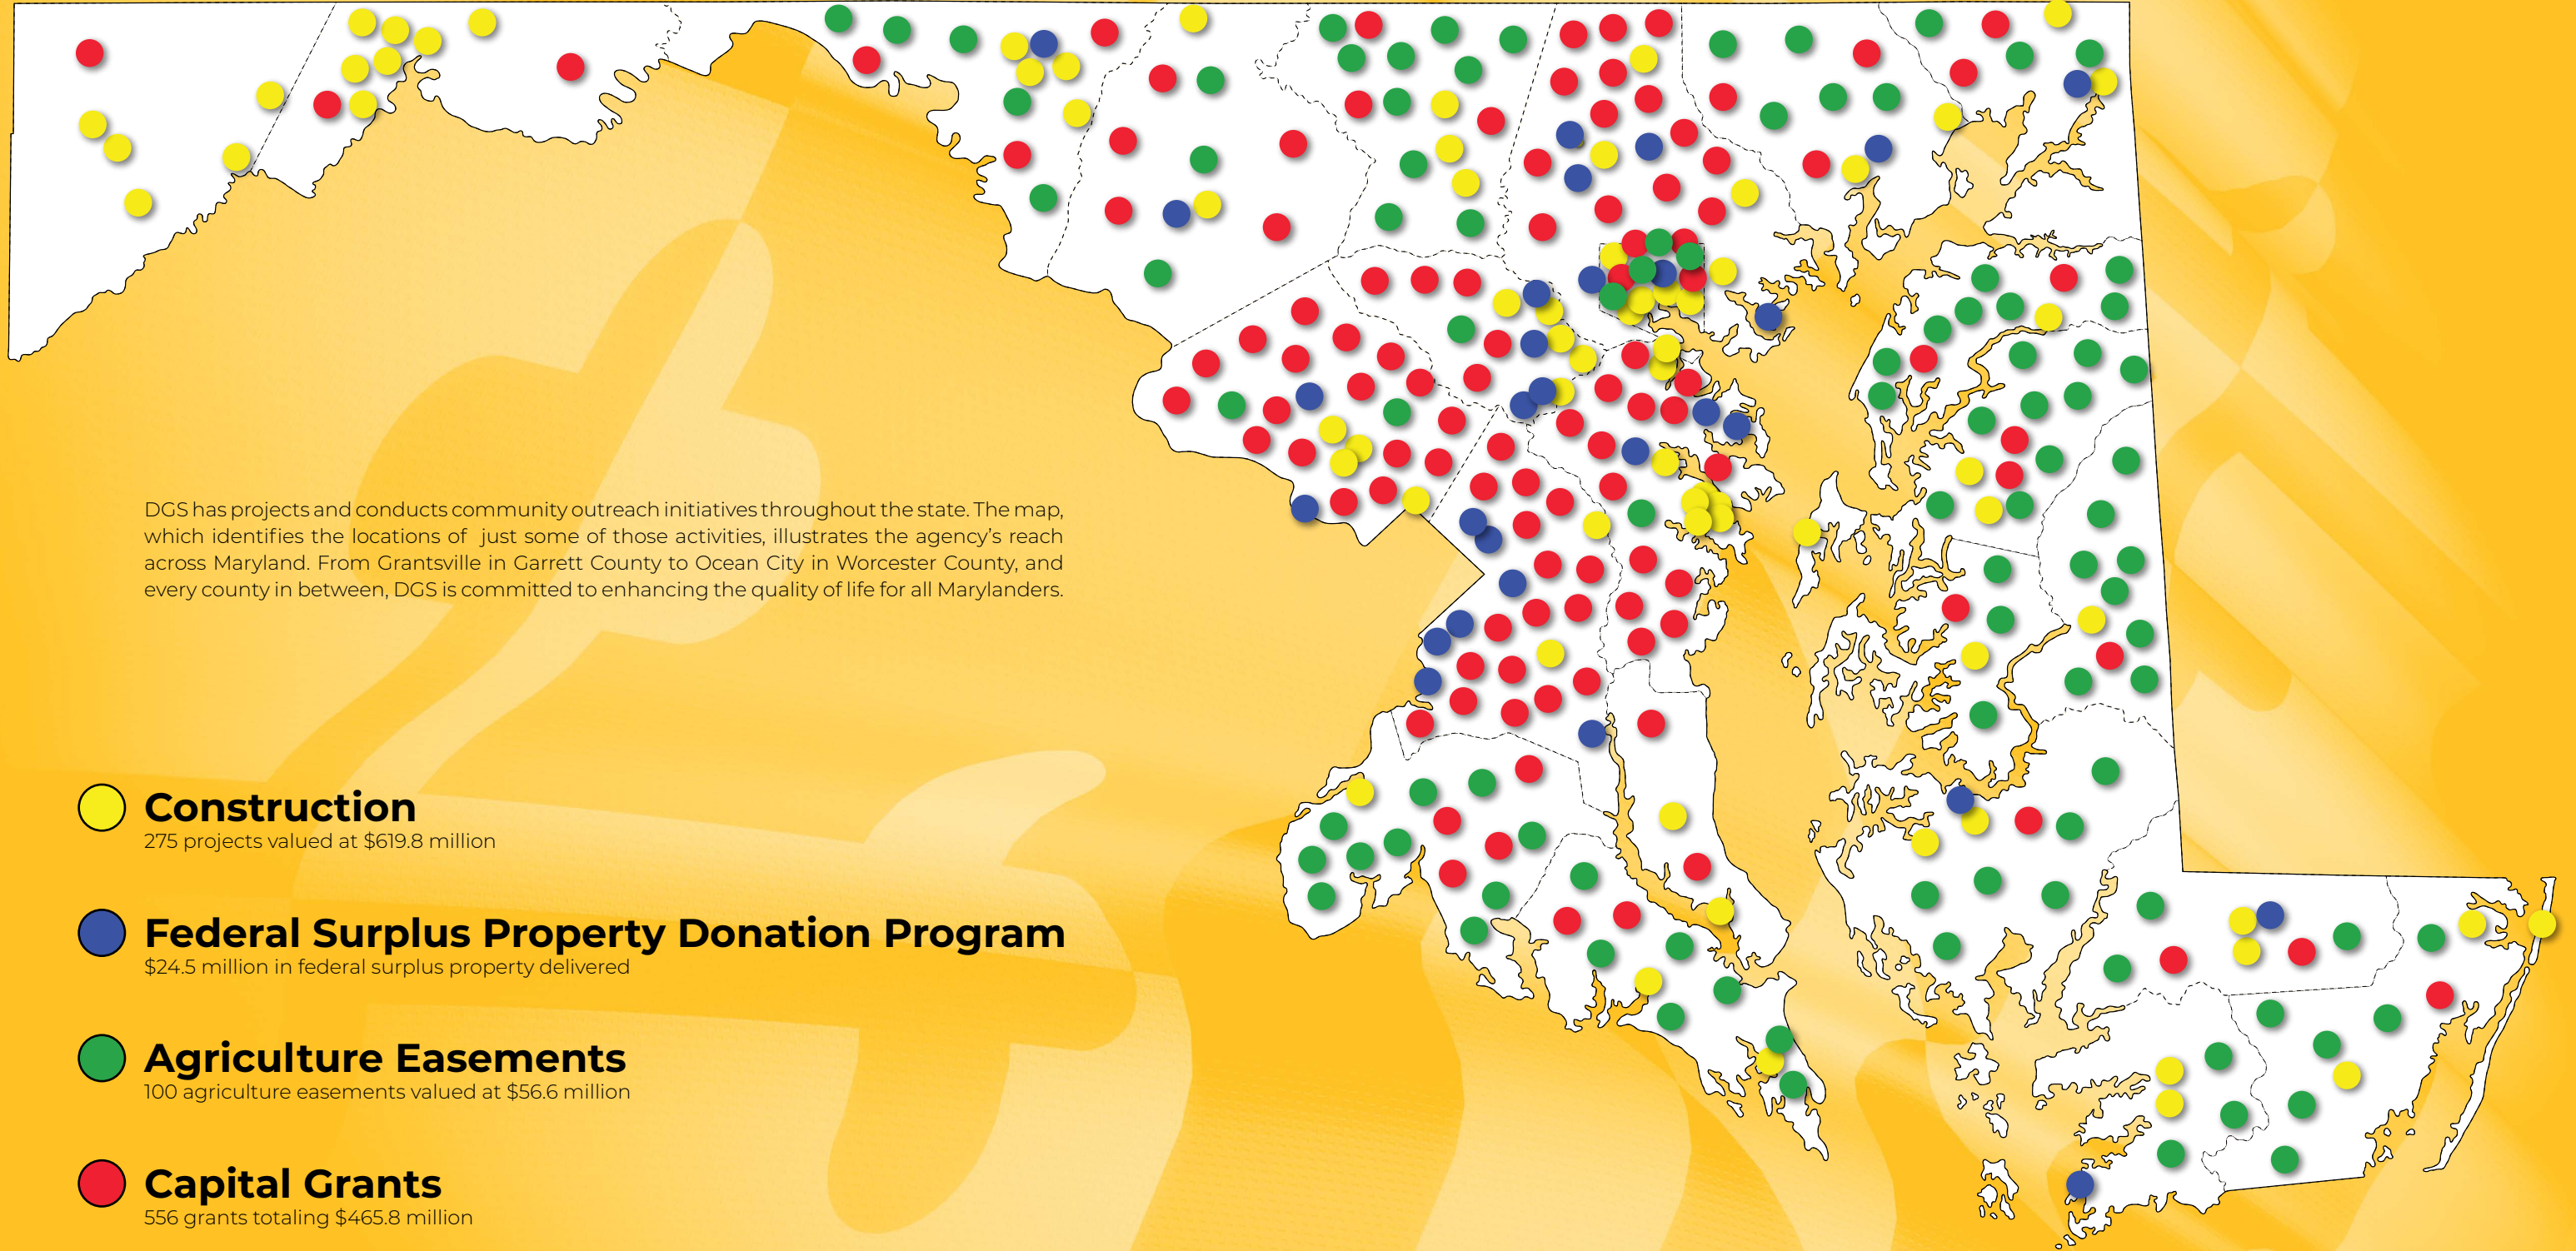 DGS has projects and conducts community outreach initiatives throughout the state. The map,
which identifies the locations of just some of those activities, illustrates the agency's reach
across Maryland. From Grantsville in Garrett County to Ocean City in Worcester County, and
every county in between, DGS is committed to enhancing the quality of life for all Marylanders.
Construction
275 projects valued at $619.8 million
Federal Surplus Property Donation Program
$24.5 million in federal surplus property delivered
Agriculture Easements
100 agriculture easements valued at $56.6 million
Capital Grants
556 grants totaling $465.8 million